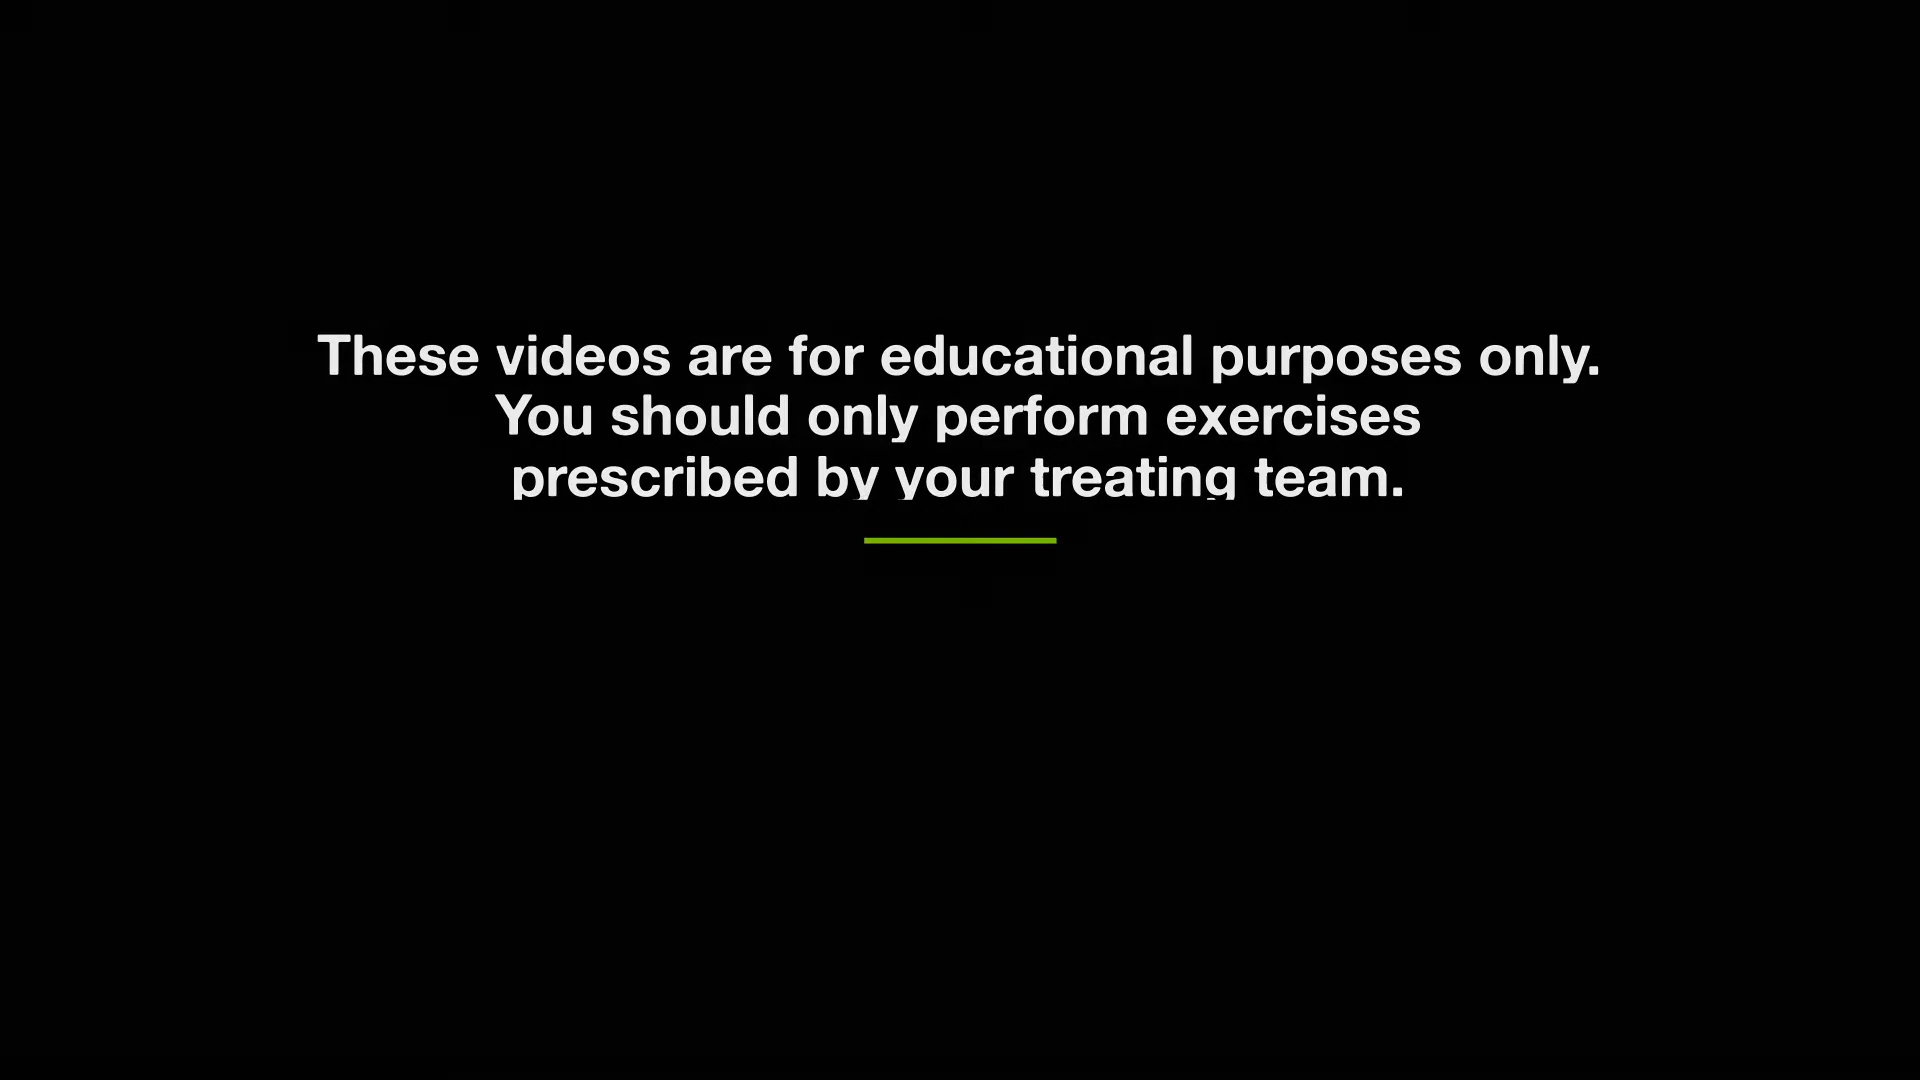 These videos are for educational purposes only.
You should only perform exercises
prescribed by your treating team.